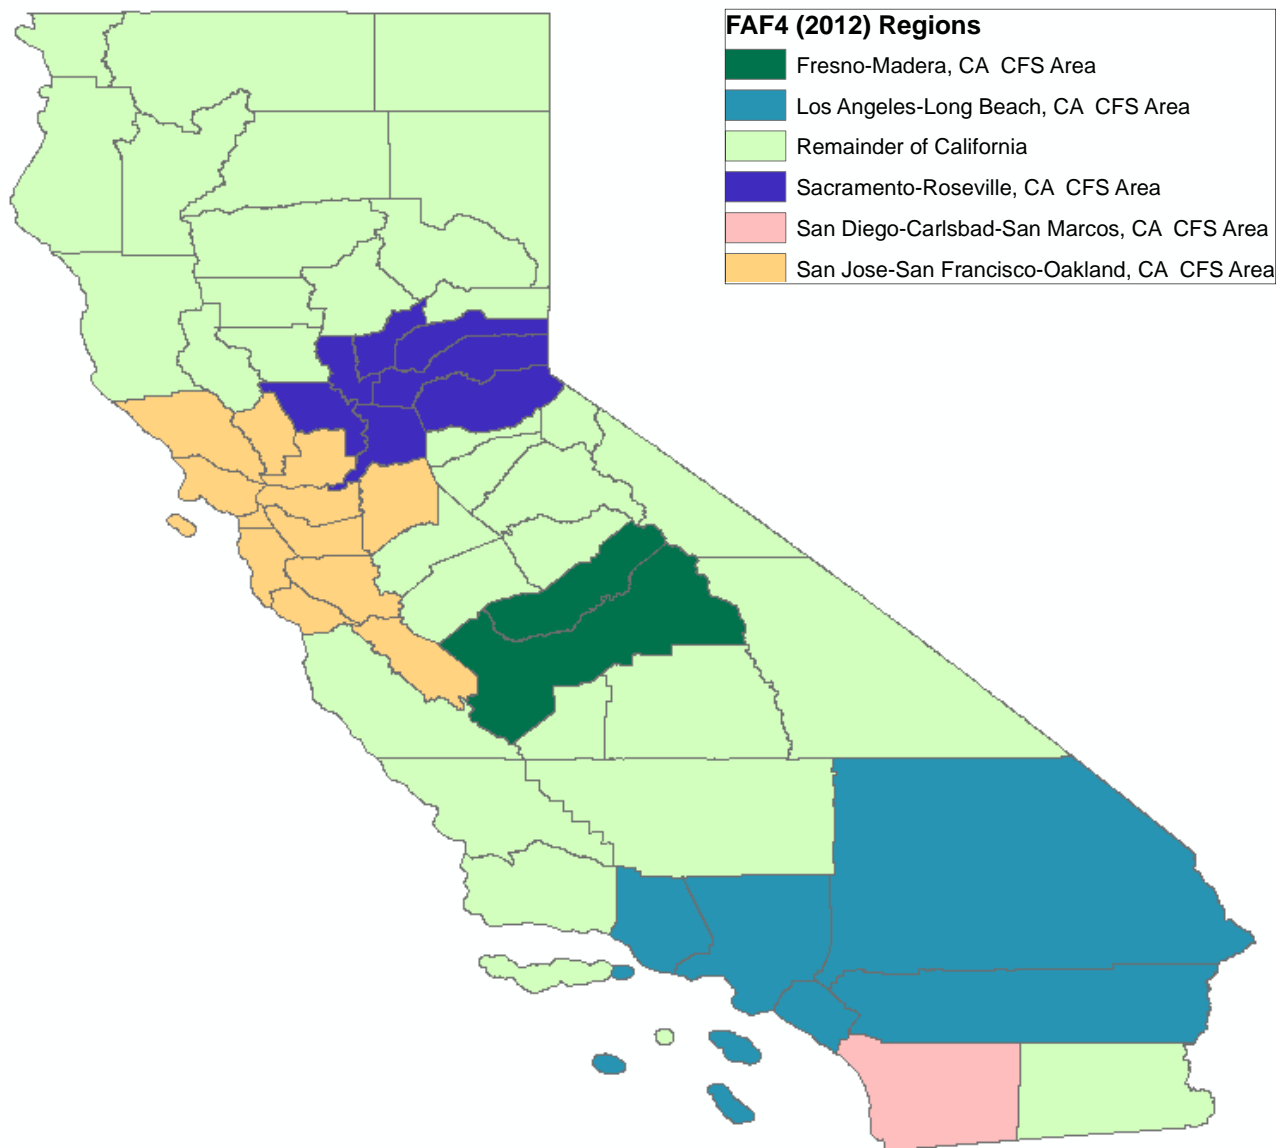 FAF4 (2012) Regions
Fresno-Madera, CA CFS Area
Los Angeles-Long Beach, CA CFS Area
Remainder of California
Sacramento-Roseville, CA CFS Area
San Diego-Carlsbad-San Marcos, CA CFS Area
San Jose-San Francisco-Oakland, CA CFS Area